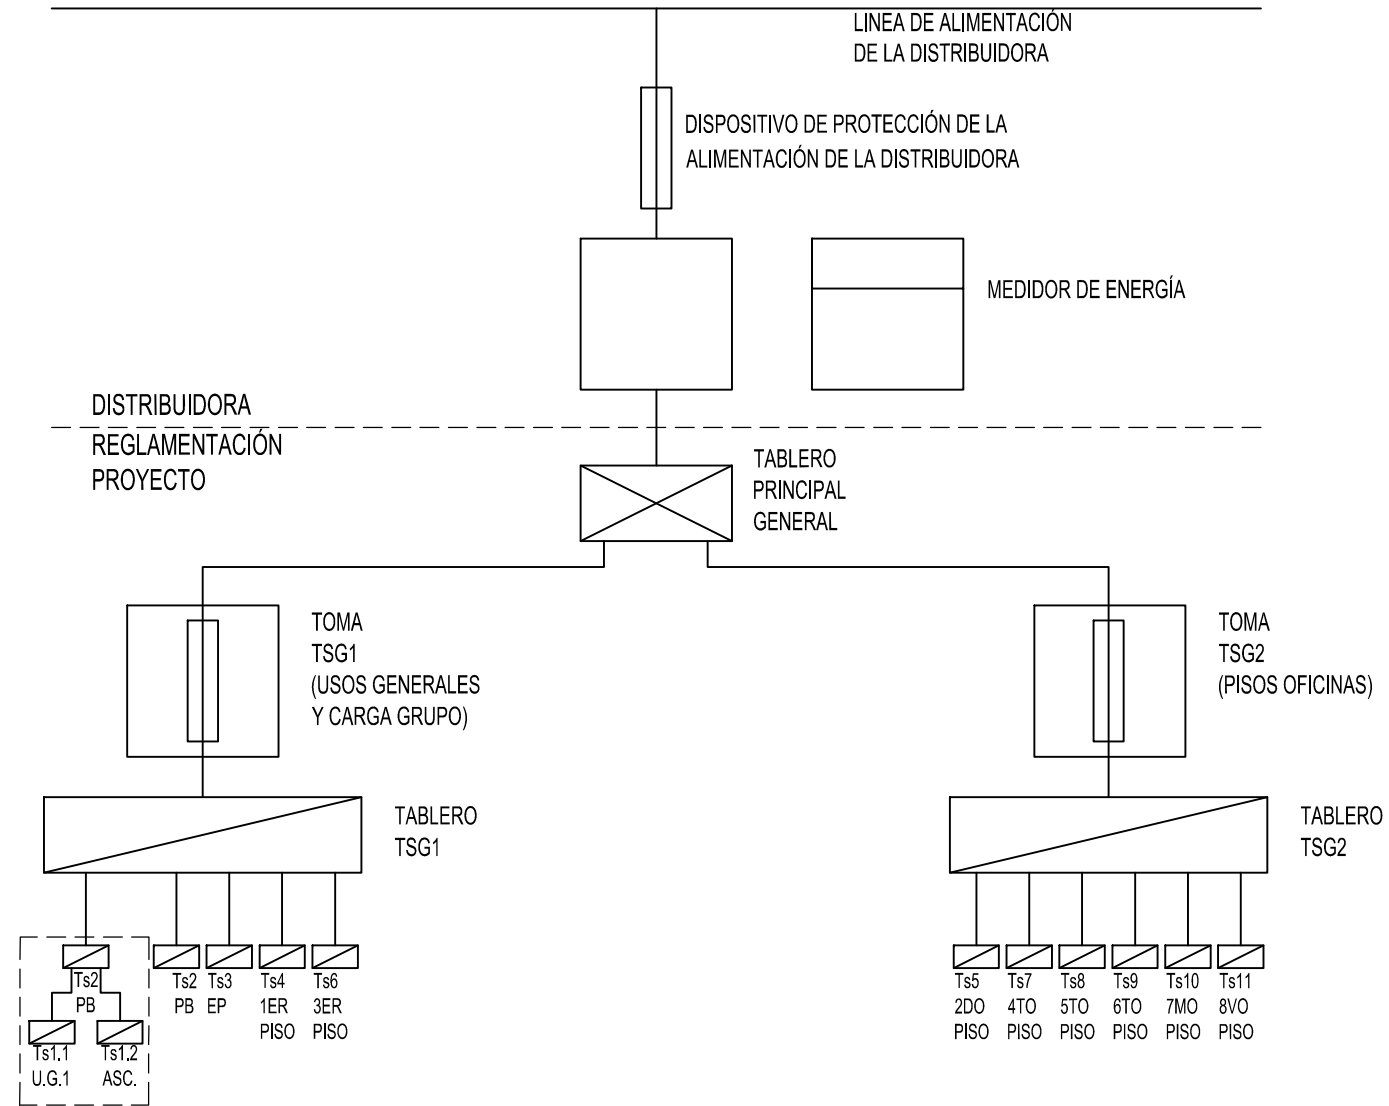 LINEA DE ALIMENTACIÓN
DE LA DISTRIBUIDORA
DISPOSITIVO DE PROTECCIÓN DE LA
ALIMENTACIÓN DE LA DISTRIBUIDORA
MEDIDOR DE ENERGÍA
DISTRIBUIDORA
REGLAMENTACIÓN
PROYECTO
TABLERO
PRINCIPAL
GENERAL
TOMA
TSG1
(USOS GENERALES
Y CARGA GRUPO)
TOMA
TSG2
(PISOS OFICINAS)
TABLERO
TSG1
TABLERO
TSG2
Ts2
PB
Ts1.1
U.G.1
Ts1.2
ASC.
Ts2
PB
Ts3
EP
Ts4
1ER
PISO
Ts6
3ER
PISO
Ts5
2DO
PISO
Ts7
4TO
PISO
Ts8
5TO
PISO
Ts9
6TO
PISO
Ts10
7MO
PISO
Ts11
8VO
PISO